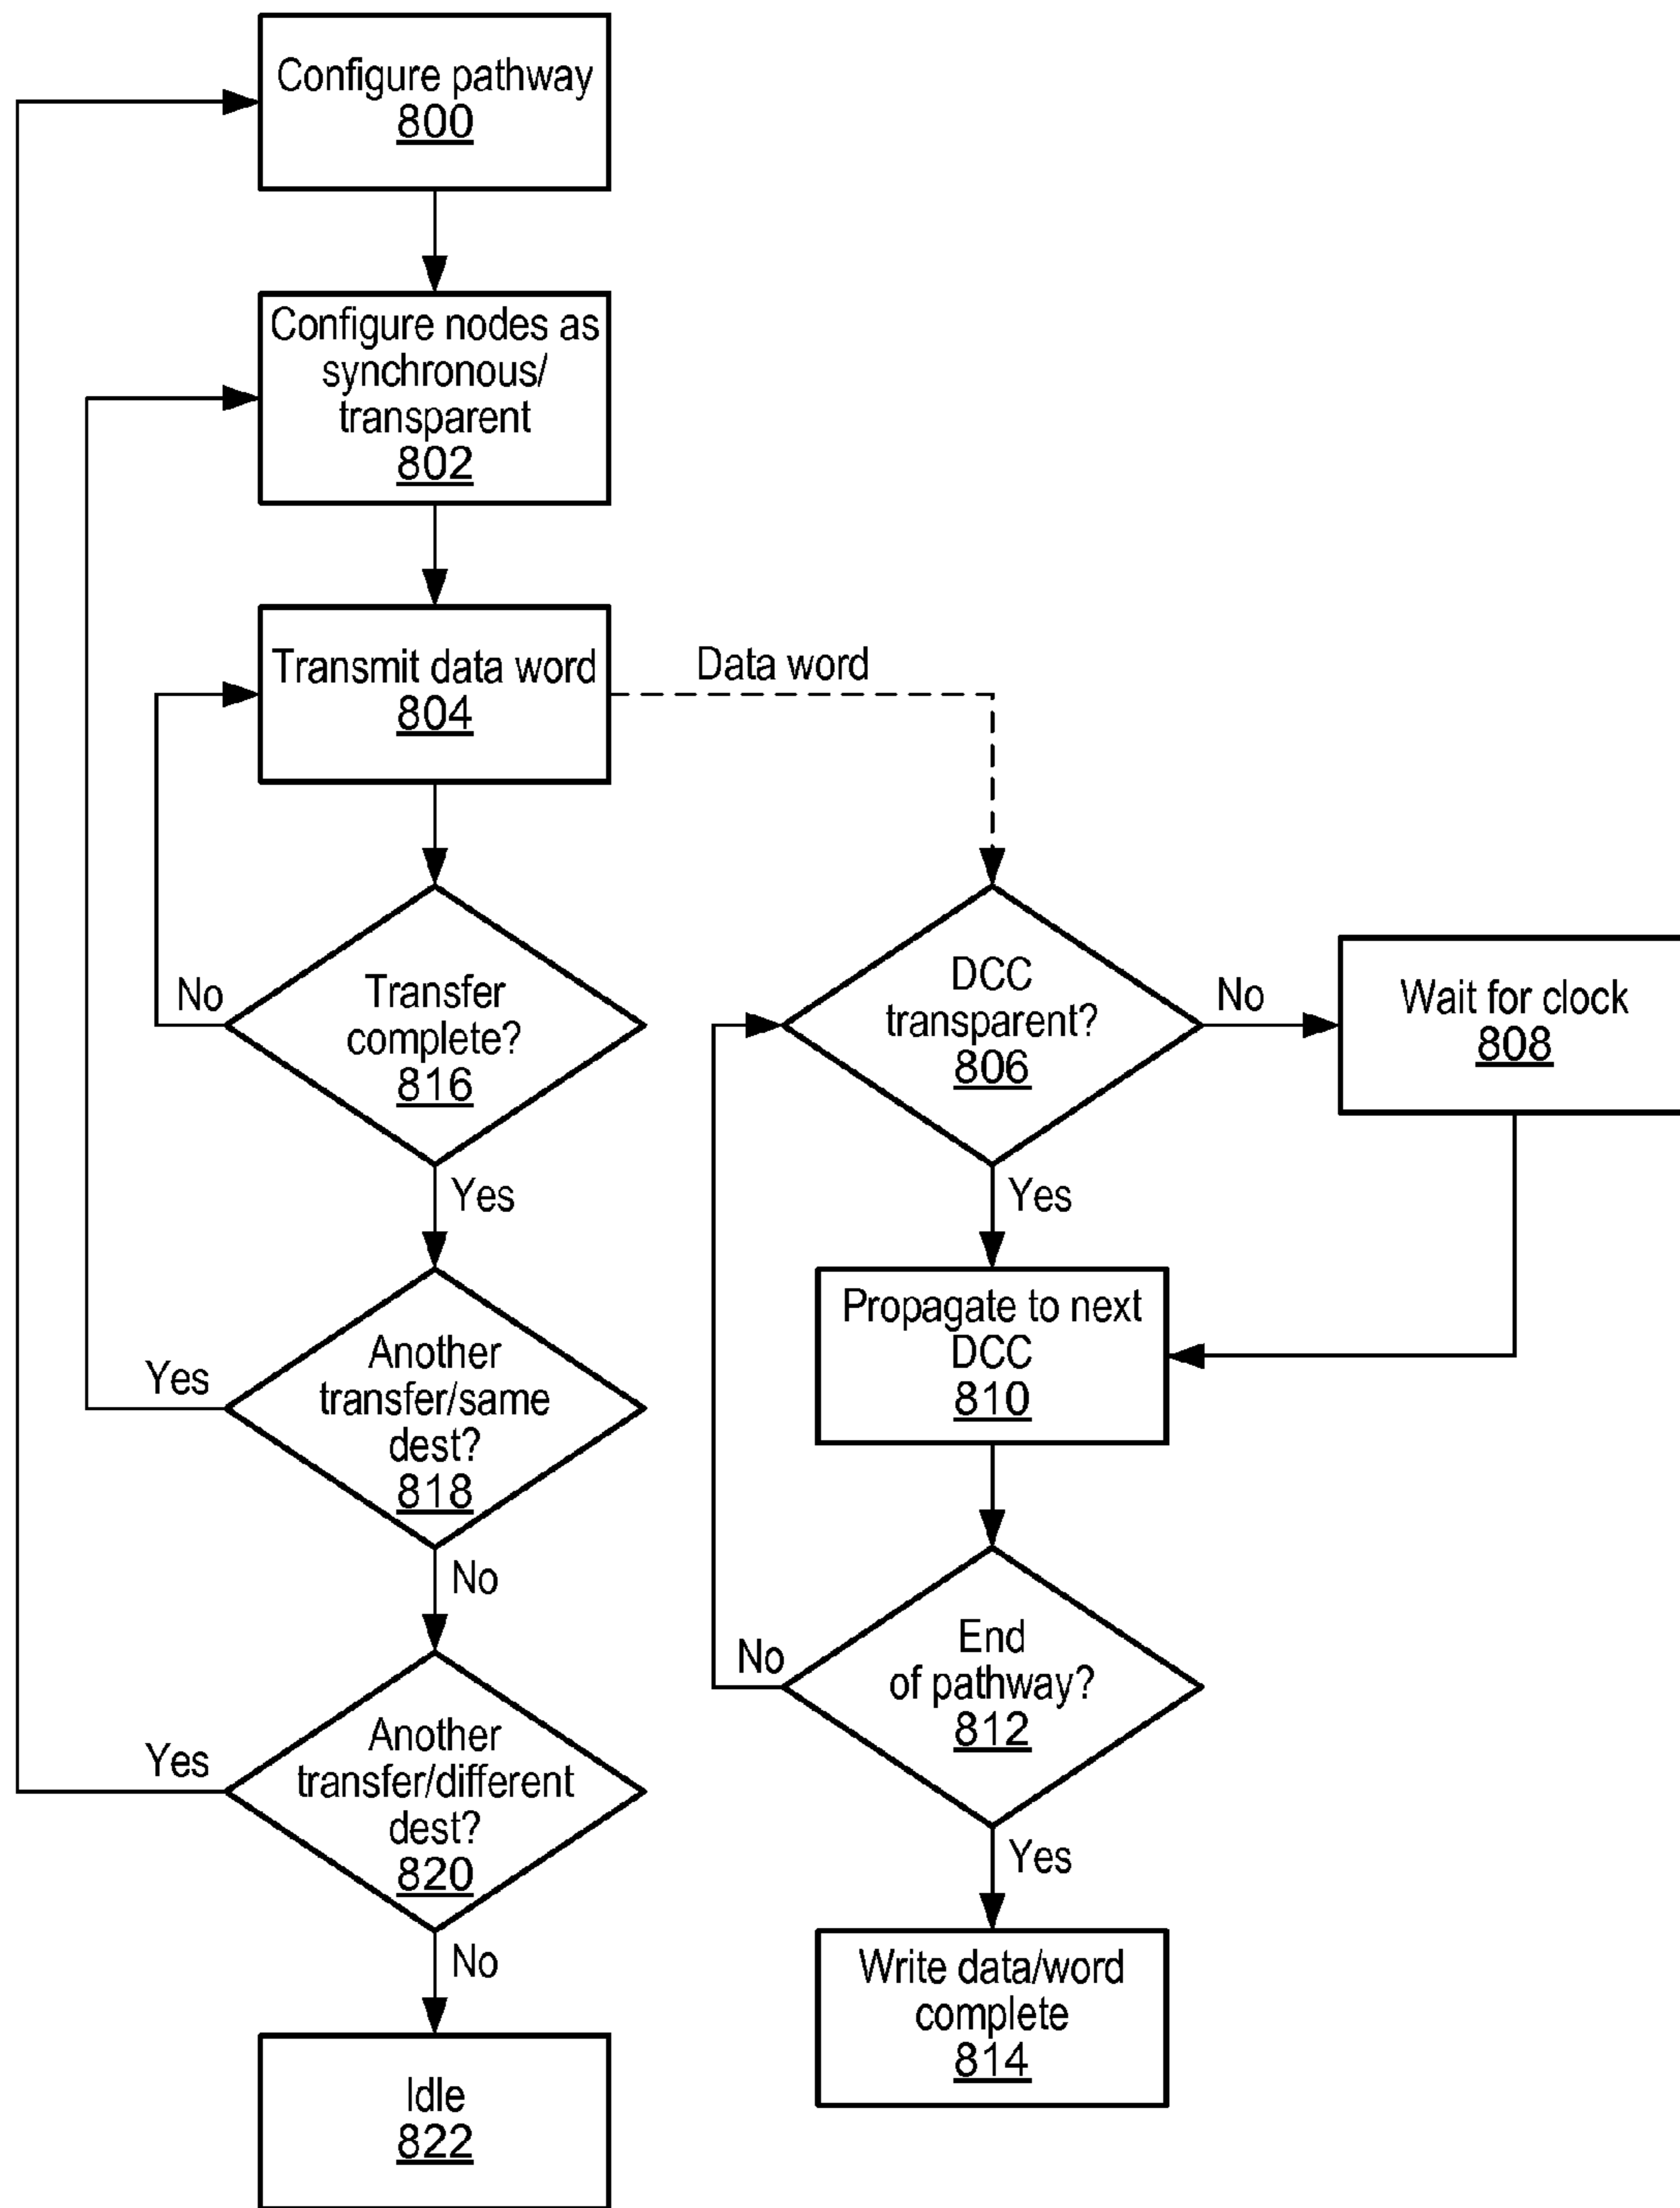 Configure pathway
800
Configure nodes as
synchronous/
transparent
802
Transmit data word
804
Data word
Transfer
complete?
816
No
Yes
DCC
transparent?
806
No
Yes
Wait for clock
808
Another
transfer/same
dest?
818
Yes
No
Propagate to next
DCC
810
End
of pathway?
812
No
Yes
Another
transfer/different
dest?
820
Yes
No
Write data/word
complete
814
Idle
822